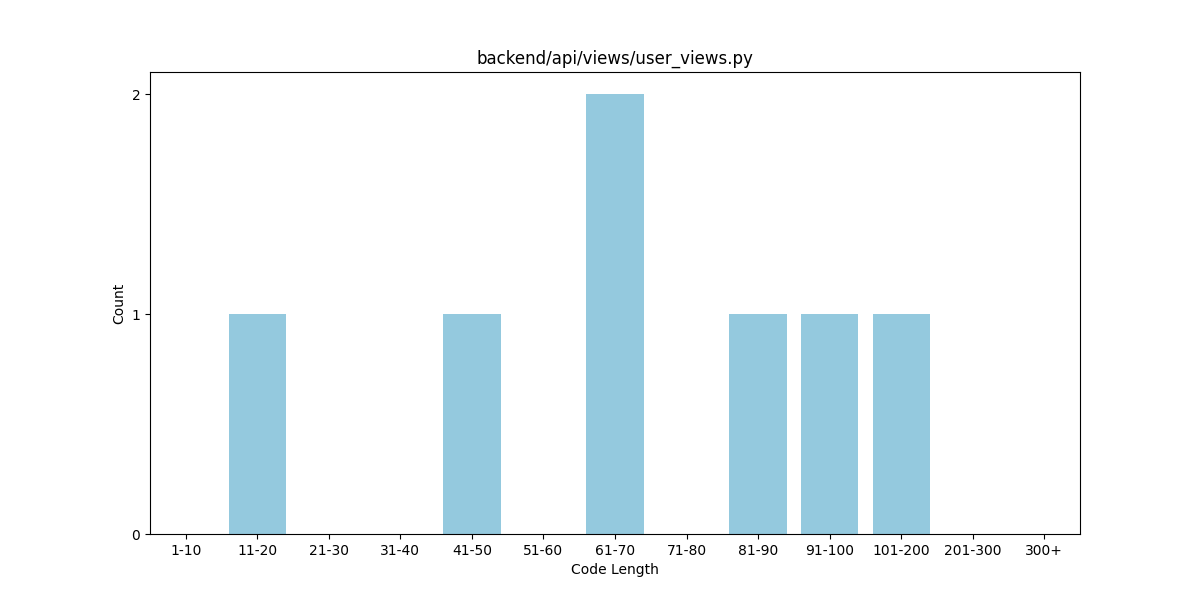 backend/api/views/user_views.py
2
1
0
Count
1-10 11-20 21-30 31-40 41-50 51-60 61-70 71-80 81-90 91-100 101-200 201-300 300+
Code Length